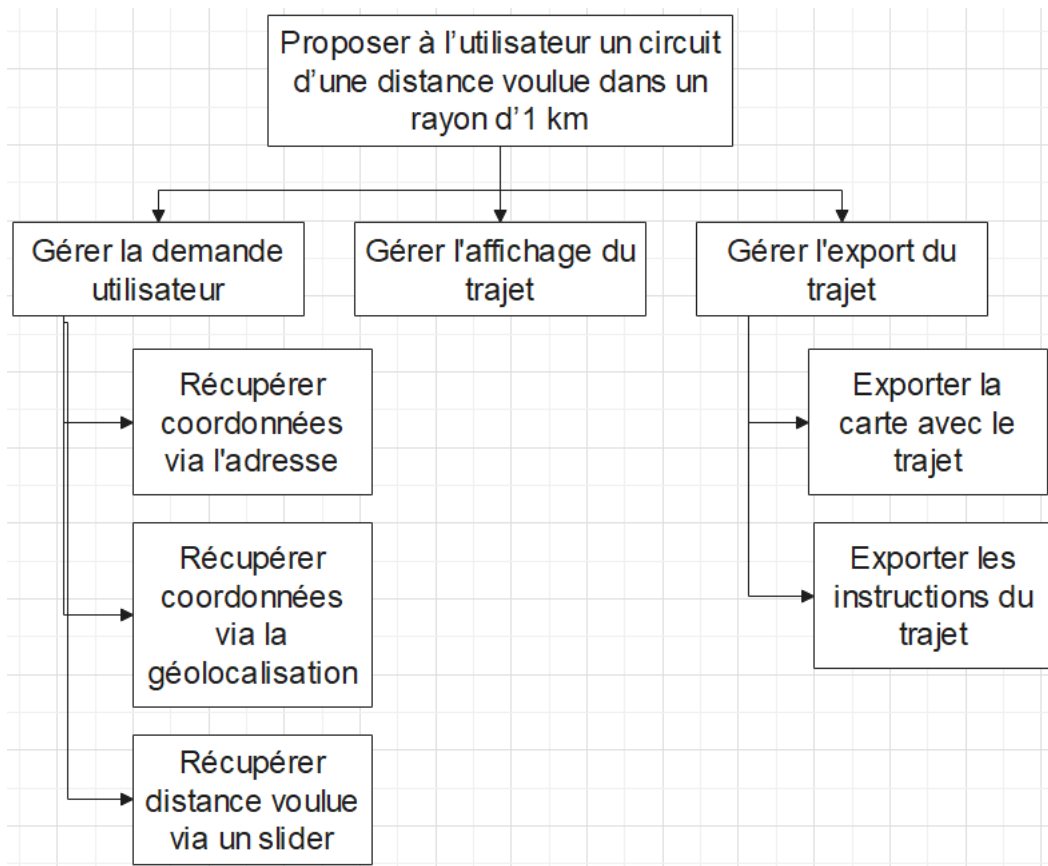 Proposer à l’utilisateur un circuit
d’une distance voulue dans un
rayon d’1 km
Gérer la demande
utilisateur
Gérer l'affichage du
trajet
Gérer l'export du
trajet
Récupérer
coordonnées
via l'adresse
Exporter la
carte avec le
trajet
Récupérer
coordonnées
via la
géolocalisation
Exporter les
instructions du
trajet
Récupérer
distance voulue
via un slider